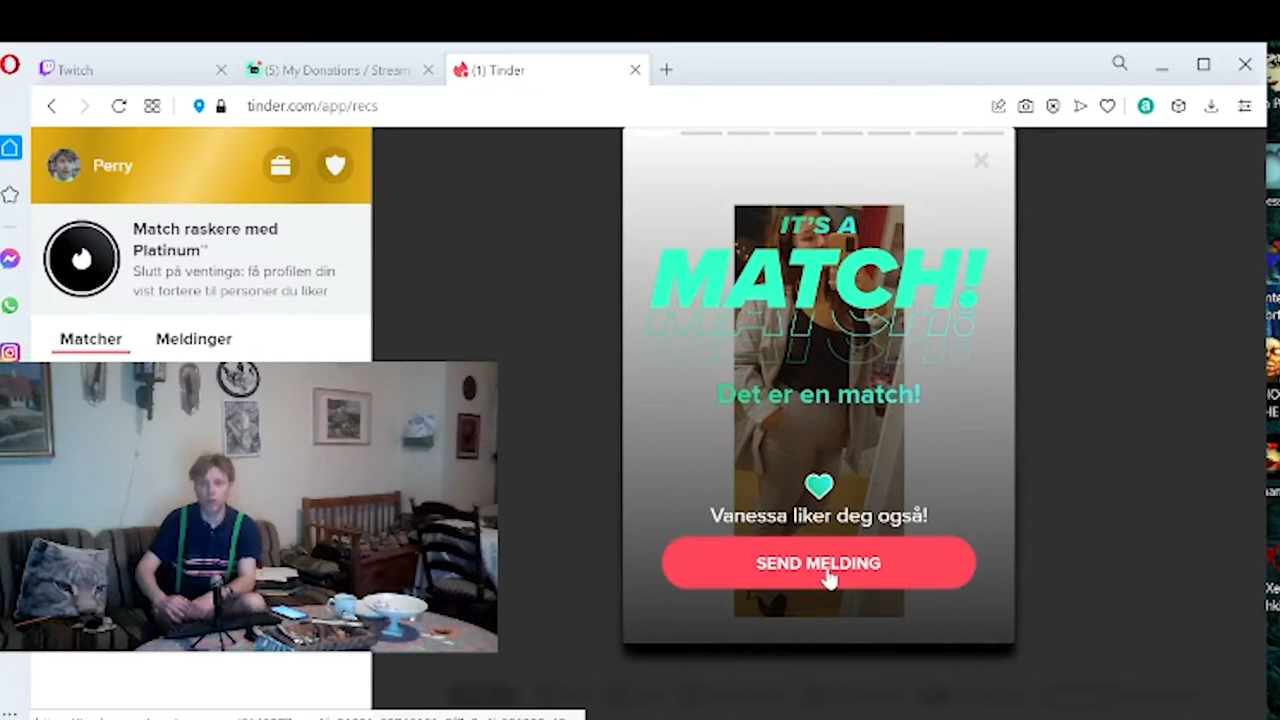 Twitch
(5) My Donations / Stream
(1) Tinder
tinder.com/app/recs
Perry
Match raskere med
Platinum™
Slutt på ventinga: få profilen din
vist fortere til personer du liker
Matcher
Meldinger
IT'S A
MATCH!
Det er en match!
Vanessa liker deg også!
SEND MELDING